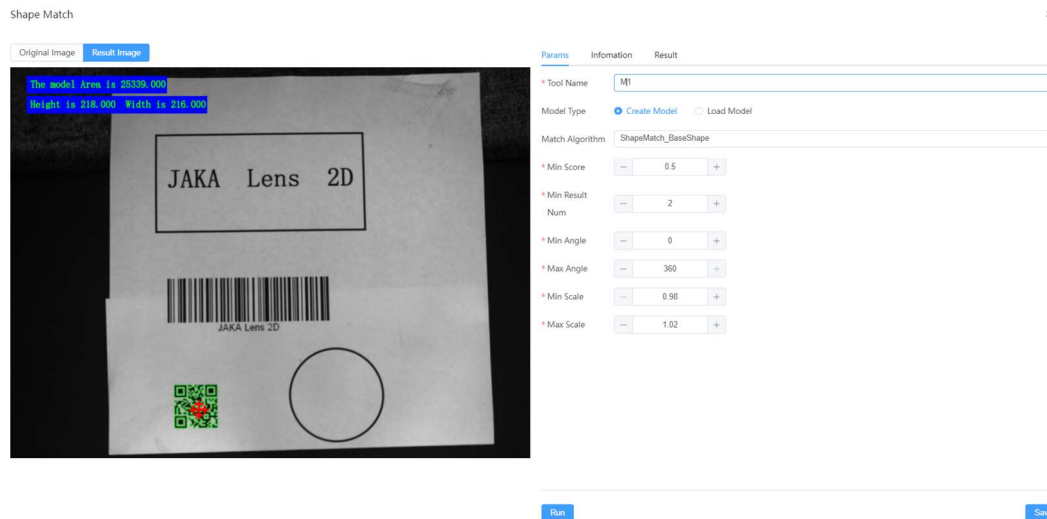 Shape Match
Original Image
Result Image
The model Area is 25339.000
Height is 218.000 Width is 216.000
JAKA Lens 2D
JAKA Lens 2D
Params
Infomation
Result
* Tool Name
M1
Model Type
Create Model
Load Model
Match Algorithm
ShapeMatch_BaseShape
* Min Score
− 0.5 +
* Min Result
Num
− 2 +
* Min Angle
− 0 +
* Max Angle
− 360 +
* Min Scale
− 0.98 +
* Max Scale
− 1.02 +
Run
Sav